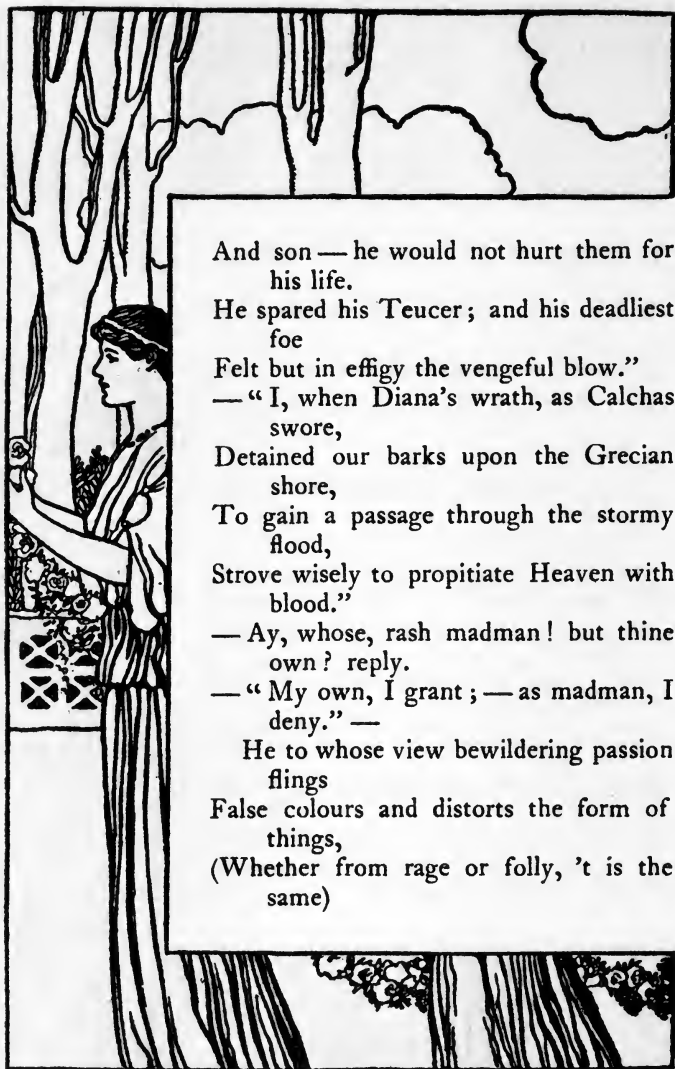 And son — he would not hurt them for
his life.
He spared his Teucer; and his deadliest
foe
Felt but in effigy the vengeful blow.”
— “ I, when Diana's wrath, as Calchas
swore,
Detained our barks upon the Grecian
shore,
To gain a passage through the stormy
flood,
Strove wisely to propitiate Heaven with
blood.”
— Ay, whose, rash madman! but thine
own? reply.
— “ My own, I grant; — as madman, I
deny.” —
He to whose view bewildering passion
flings
False colours and distorts the form of
things,
(Whether from rage or folly, 't is the
same)